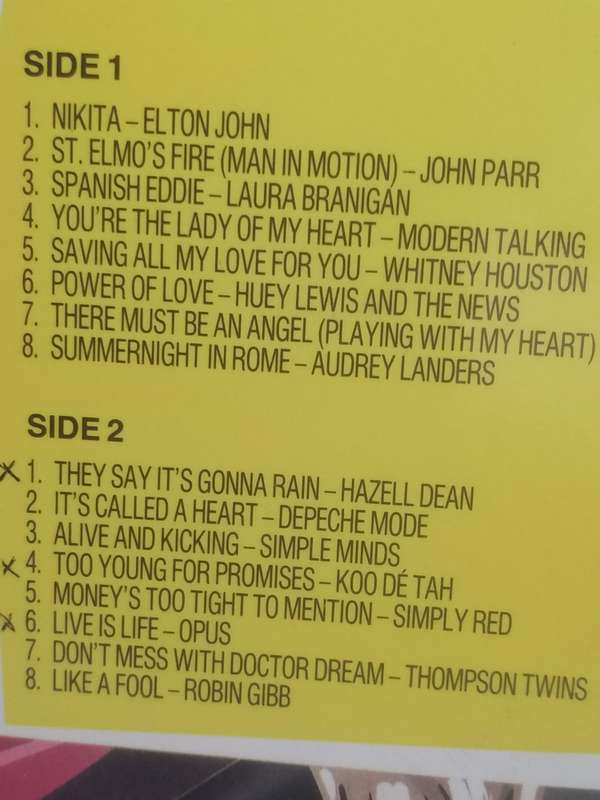 SIDE 1
1. NIKITA – ELTON JOHN
2. ST. ELMO'S FIRE (MAN IN MOTION) – JOHN PARR
3. SPANISH EDDIE – LAURA BRANIGAN
4. YOU'RE THE LADY OF MY HEART – MODERN TALKING
5. SAVING ALL MY LOVE FOR YOU – WHITNEY HOUSTON
6. POWER OF LOVE – HUEY LEWIS AND THE NEWS
7. THERE MUST BE AN ANGEL (PLAYING WITH MY HEART)
8. SUMMERNIGHT IN ROME – AUDREY LANDERS
SIDE 2
X 1. THEY SAY IT'S GONNA RAIN – HAZELL DEAN
2. IT'S CALLED A HEART – DEPECHE MODE
3. ALIVE AND KICKING – SIMPLE MINDS
X 4. TOO YOUNG FOR PROMISES – KOO DÉ TAH
5. MONEY'S TOO TIGHT TO MENTION – SIMPLY RED
X 6. LIVE IS LIFE – OPUS
7. DON'T MESS WITH DOCTOR DREAM – THOMPSON TWINS
8. LIKE A FOOL – ROBIN GIBB